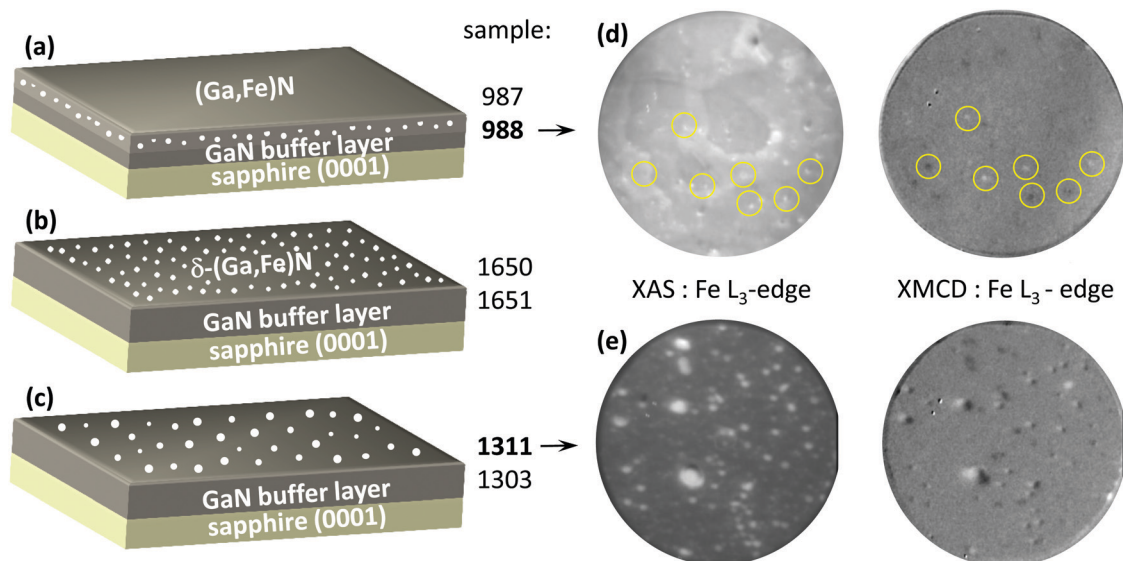 sample:
(a)
(Ga,Fe)N
GaN buffer layer
sapphire (0001)
987
988
(b)
δ-(Ga,Fe)N
GaN buffer layer
sapphire (0001)
1650
1651
(c)
GaN buffer layer
sapphire (0001)
1311
1303
(d)
XAS : Fe L₃-edge
XMCD : Fe L₃ - edge
(e)